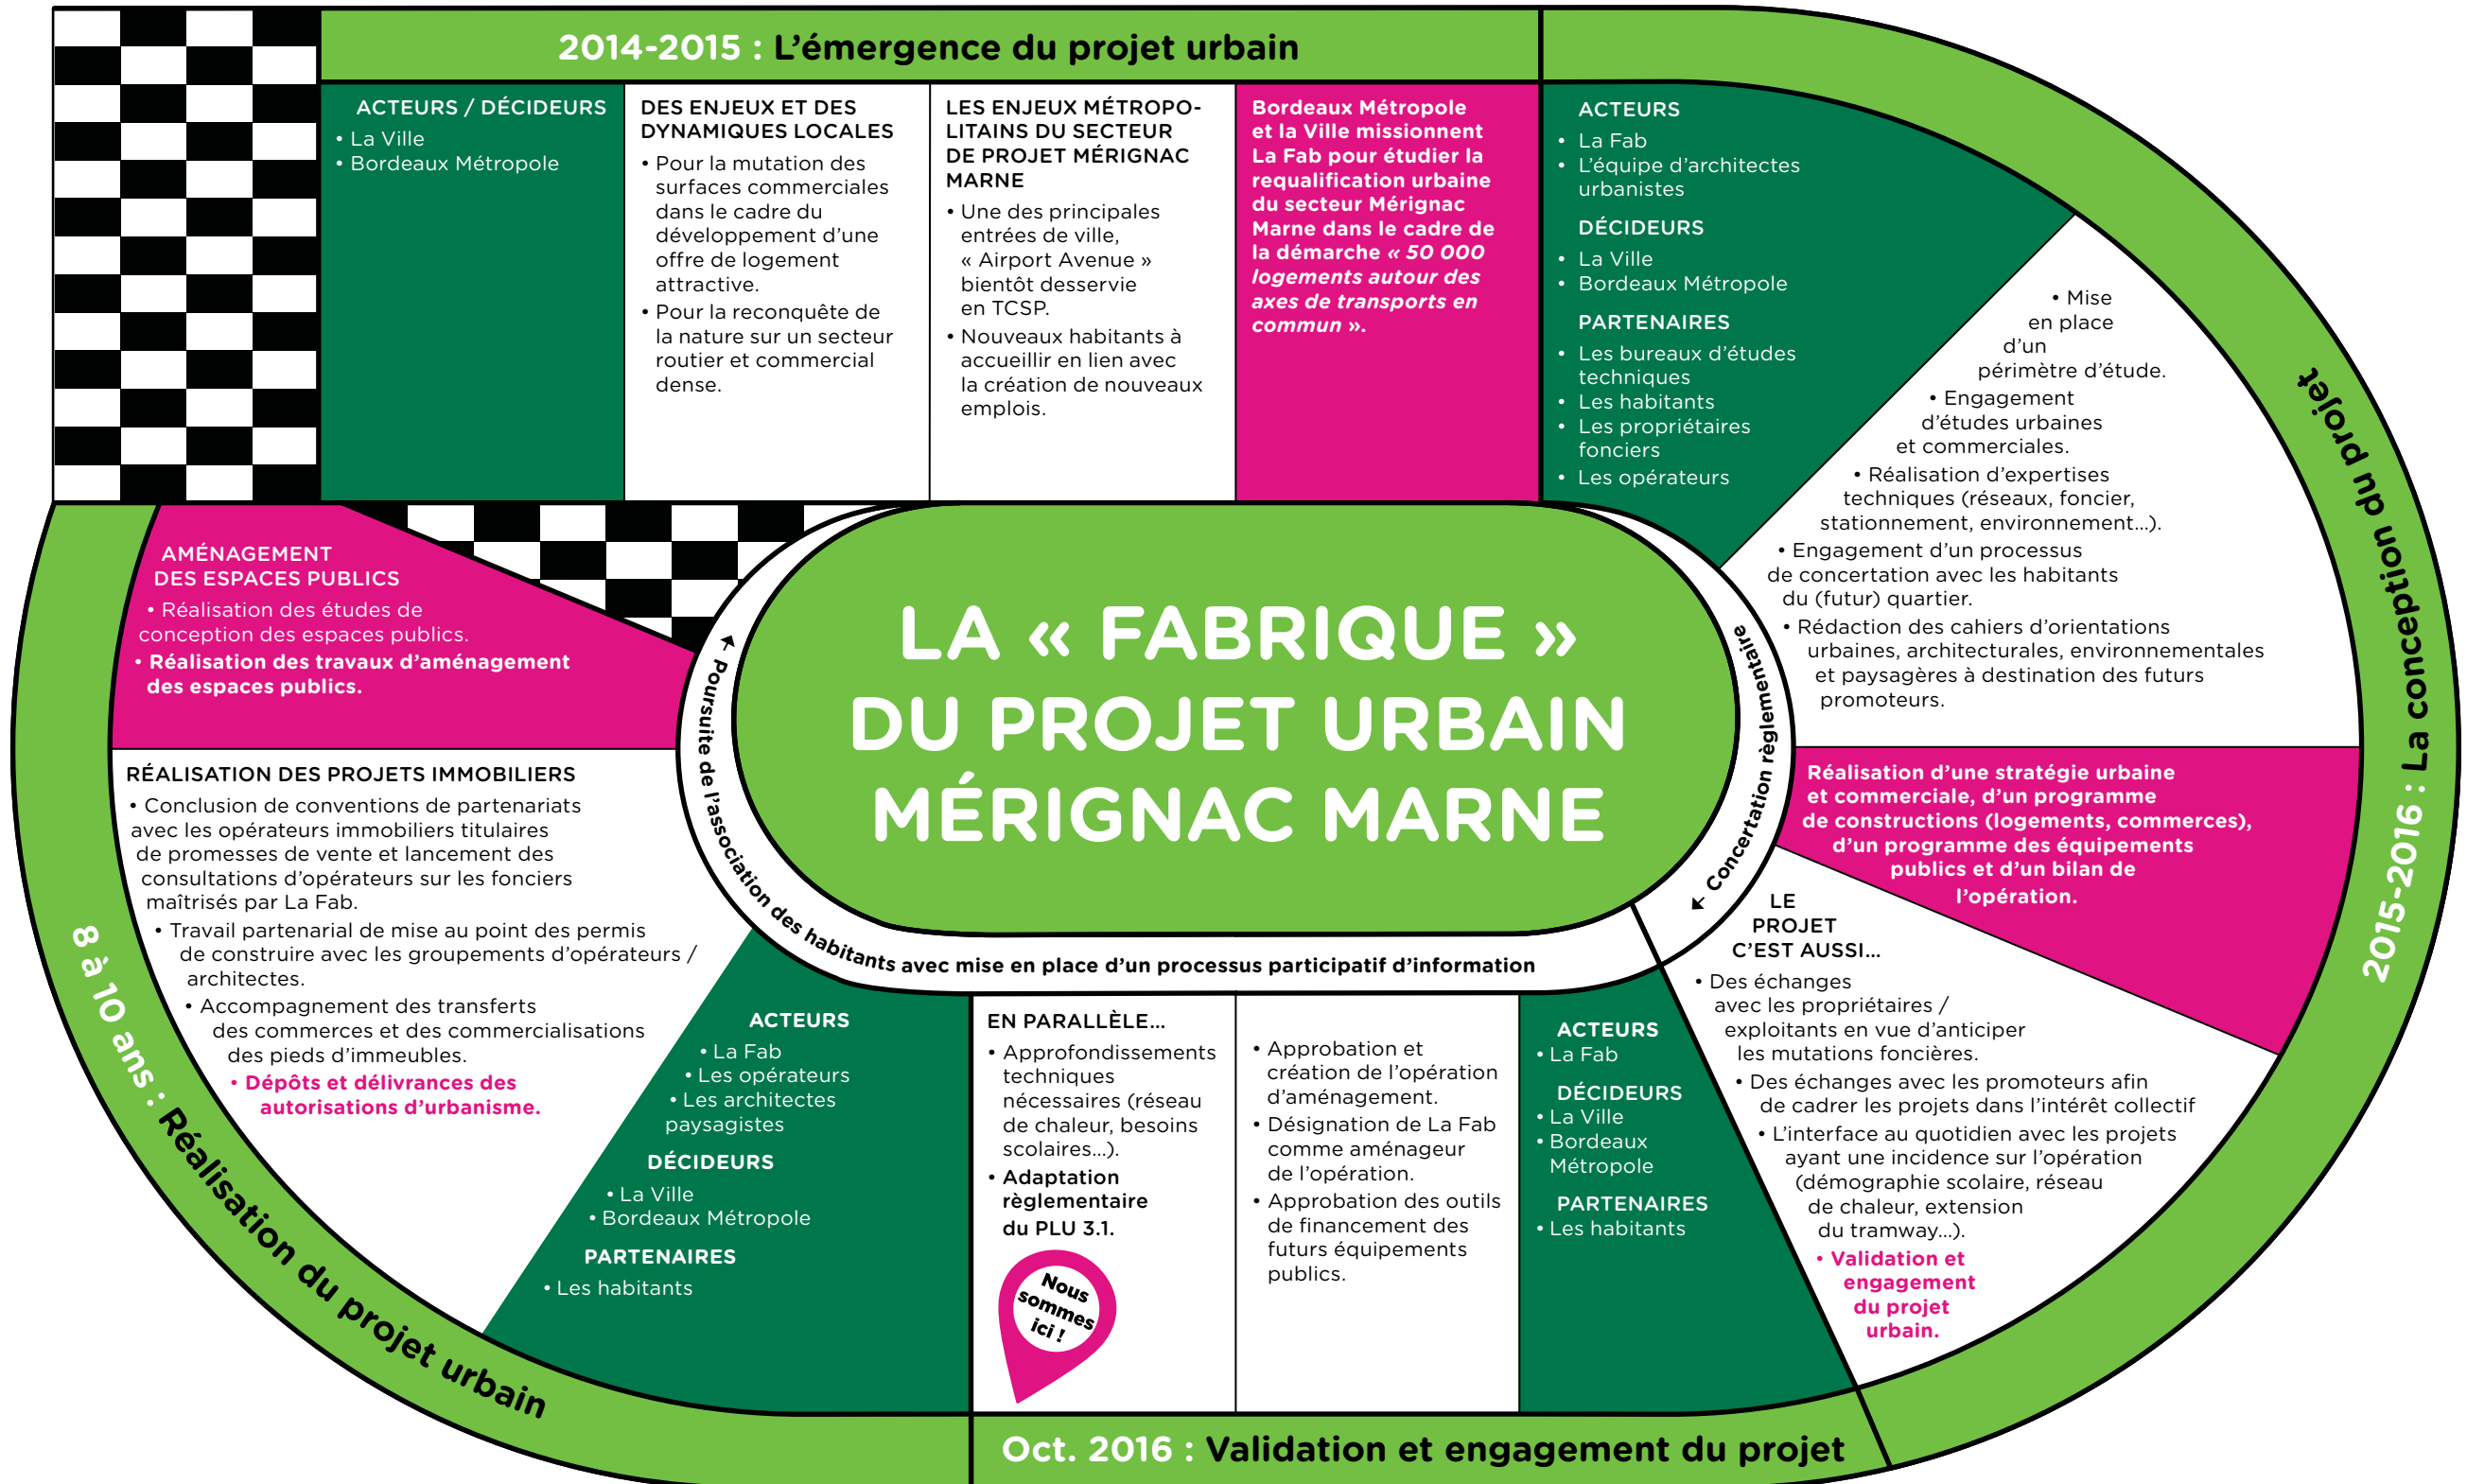 2014-2015 : L’émergence du projet urbain
ACTEURS / DÉCIDEURS
• La Ville
• Bordeaux Métropole
DES ENJEUX ET DES
DYNAMIQUES LOCALES
• Pour la mutation des
surfaces commerciales
dans le cadre du
développement d’une
offre de logement
attractive.
• Pour la reconquête de
la nature sur un secteur
routier et commercial
dense.
LES ENJEUX MÉTROPO-
LITAINS DU SECTEUR
DE PROJET MÉRIGNAC
MARNE
• Une des principales
entrées de ville,
« Airport Avenue »
bientôt desservie
en TCSP.
• Nouveaux habitants à
accueillir en lien avec
la création de nouveaux
emplois.
Bordeaux Métropole
et la Ville missionnent
La Fab pour étudier la
requalification urbaine
du secteur Mérignac
Marne dans le cadre de
la démarche « 50 000
logements autour des
axes de transports en
commun ».
2015-2016 : La conception du projet
ACTEURS
• La Fab
• L’équipe d’architectes
urbanistes
DÉCIDEURS
• La Ville
• Bordeaux Métropole
PARTENAIRES
• Les bureaux d’études
techniques
• Les habitants
• Les propriétaires
fonciers
• Les opérateurs
• Mise
en place
d’un
périmètre d’étude.
• Engagement
d’études urbaines
et commerciales.
• Réalisation d’expertises
techniques (réseaux, foncier,
stationnement, environnement...).
• Engagement d’un processus
de concertation avec les habitants
du (futur) quartier.
• Rédaction des cahiers d’orientations
urbaines, architecturales, environnementales
et paysagères à destination des futurs
promoteurs.
Réalisation d’une stratégie urbaine
et commerciale, d’un programme
de constructions (logements, commerces),
d’un programme des équipements
publics et d’un bilan de
l’opération.
LE
PROJET
C’EST AUSSI...
• Des échanges
avec les propriétaires /
exploitants en vue d’anticiper
les mutations foncières.
• Des échanges avec les promoteurs afin
de cadrer les projets dans l’intérêt collectif
• L’interface au quotidien avec les projets
ayant une incidence sur l’opération
(démographie scolaire, réseau
de chaleur, extension
du tramway...).
• Validation et
engagement
du projet
urbain.
LA « FABRIQUE »
DU PROJET URBAIN
MÉRIGNAC MARNE
← Concertation règlementaire
← Poursuite de l’association des habitants avec mise en place d’un processus participatif d’information
Oct. 2016 : Validation et engagement du projet
ACTEURS
• La Fab
DÉCIDEURS
• La Ville
• Bordeaux
Métropole
PARTENAIRES
• Les habitants
• Approbation et
création de l’opération
d’aménagement.
• Désignation de La Fab
comme aménageur
de l’opération.
• Approbation des outils
de financement des
futurs équipements
publics.
EN PARALLÈLE...
• Approfondissements
techniques
nécessaires (réseau
de chaleur, besoins
scolaires...).
• Adaptation
règlementaire
du PLU 3.1.
Nous
sommes
ici !
8 à 10 ans : Réalisation du projet urbain
ACTEURS
• La Fab
• Les opérateurs
• Les architectes
paysagistes
DÉCIDEURS
• La Ville
• Bordeaux Métropole
PARTENAIRES
• Les habitants
RÉALISATION DES PROJETS IMMOBILIERS
• Conclusion de conventions de partenariats
avec les opérateurs immobiliers titulaires
de promesses de vente et lancement des
consultations d’opérateurs sur les fonciers
maîtrisés par La Fab.
• Travail partenarial de mise au point des permis
de construire avec les groupements d’opérateurs /
architectes.
• Accompagnement des transferts
des commerces et des commercialisations
des pieds d’immeubles.
• Dépôts et délivrances des
autorisations d’urbanisme.
AMÉNAGEMENT
DES ESPACES PUBLICS
• Réalisation des études de
conception des espaces publics.
• Réalisation des travaux d’aménagement
des espaces publics.